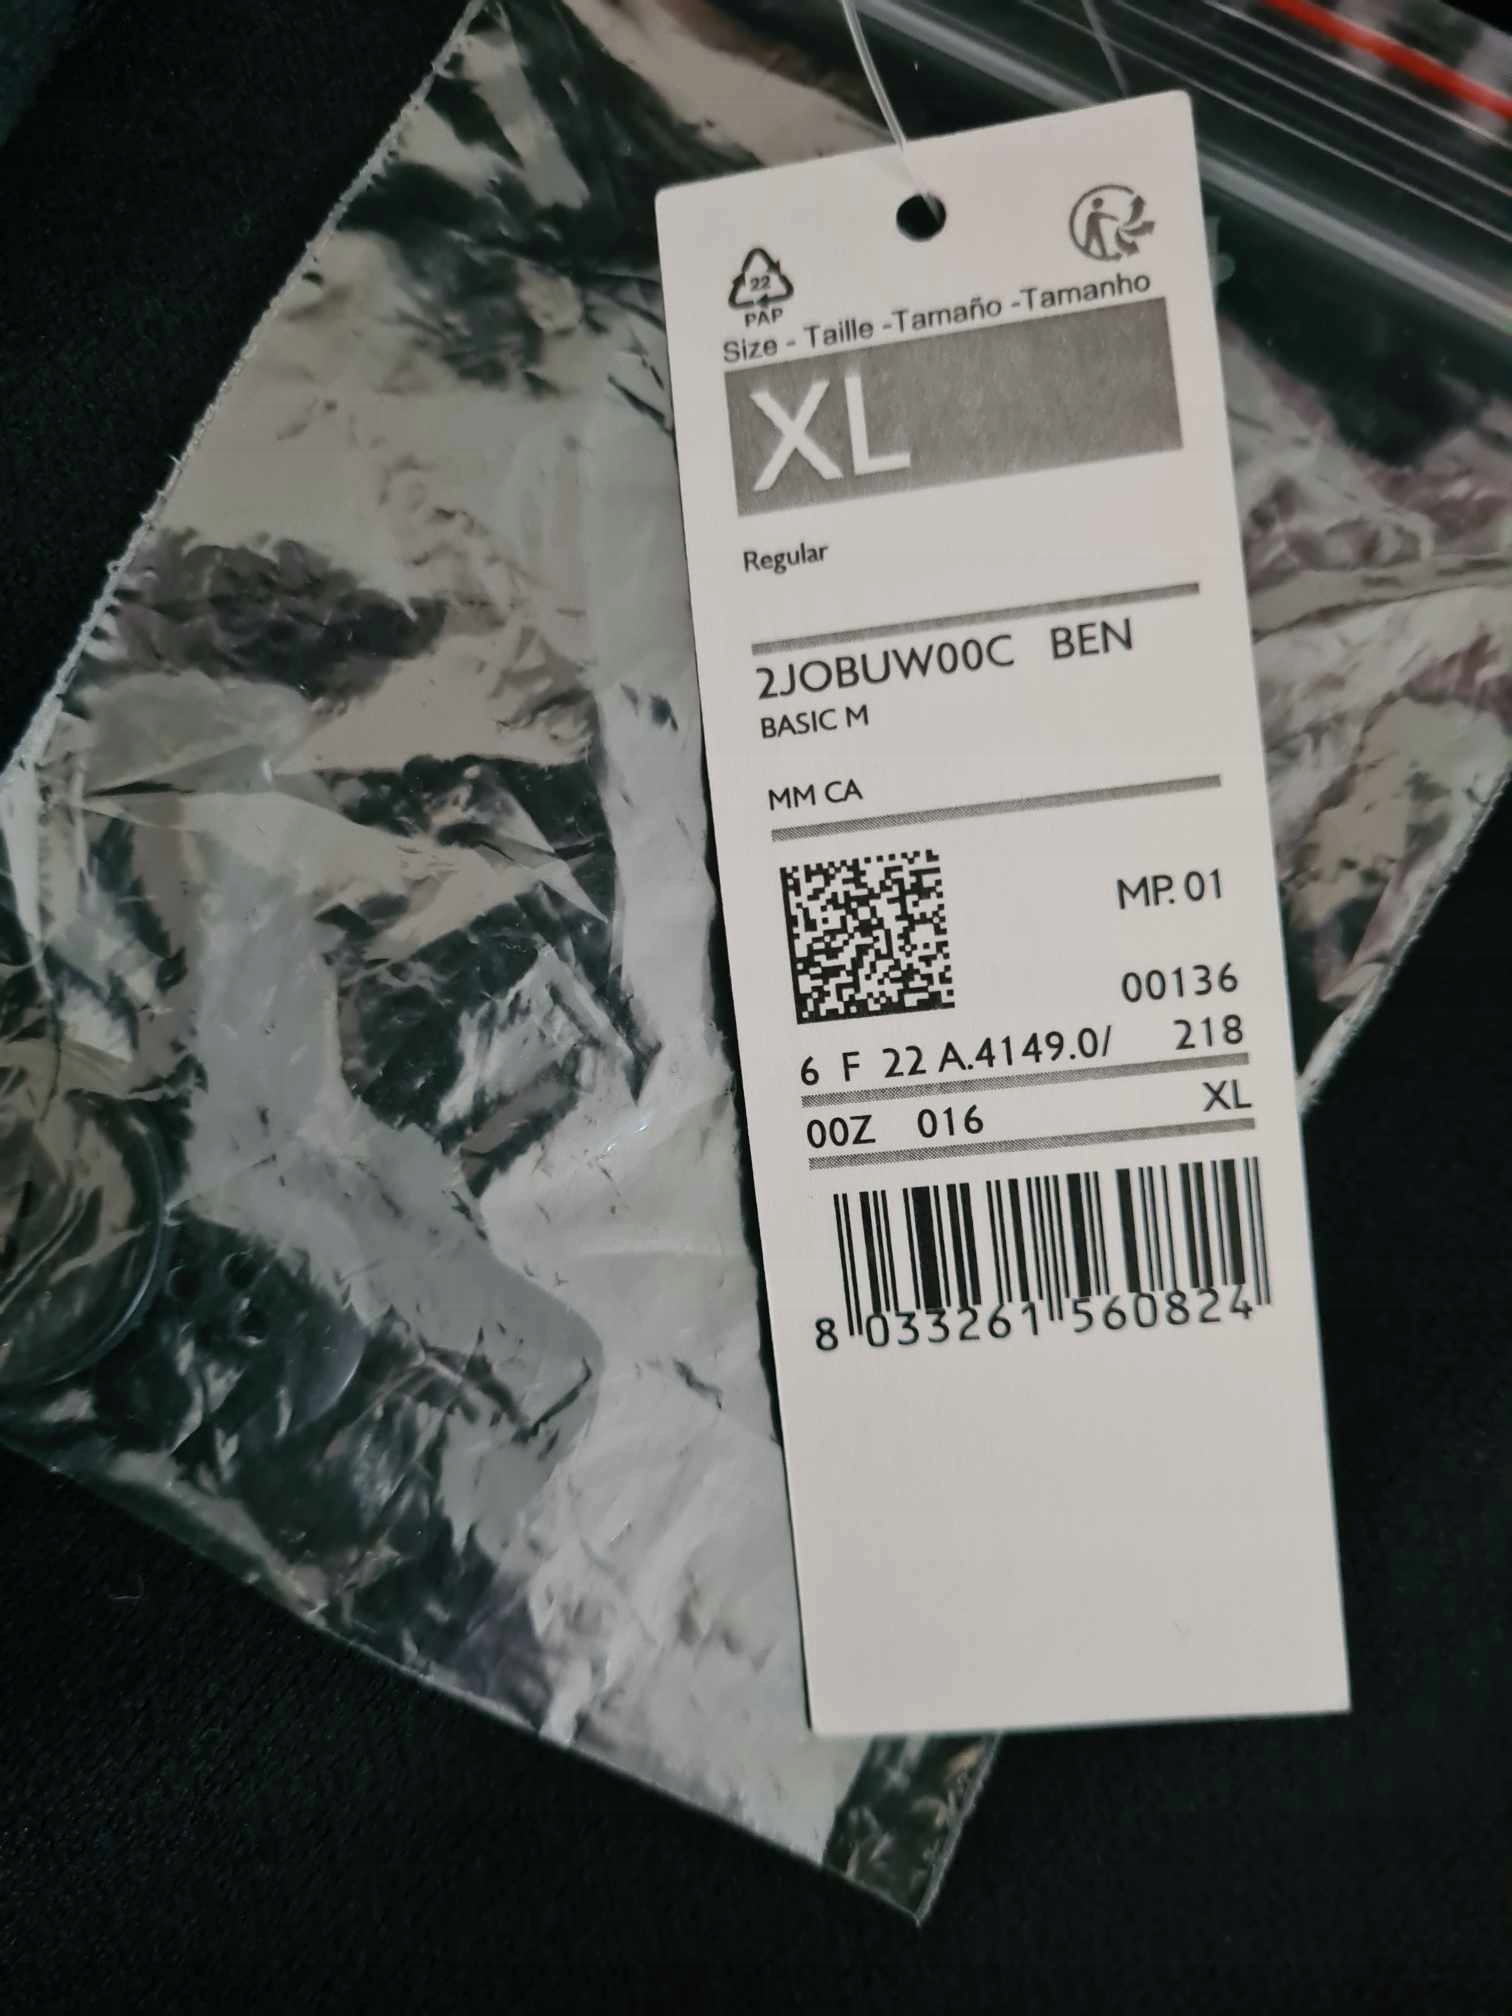 22
PAP
Size - Taille -Tamaño -Tamanho
XL
Regular
2JOBUW00C BEN
BASIC M
MM CA
MP. 01
00136
6 F 22 A.4149.0/ 218
00Z 016 XL
8 033261 560824